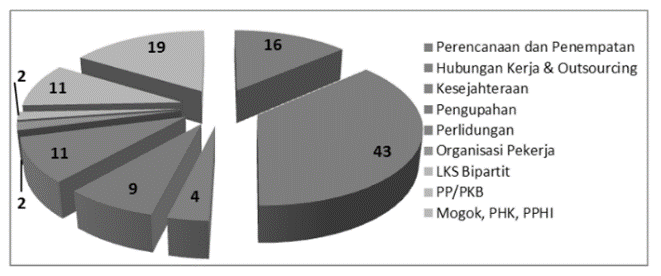 19
16
2
11
43
11
9
4
2
Perencanaan dan Penempatan
Hubungan Kerja & Outsourcing
Kesejahteraan
Pengupahan
Perlidungan
Organisasi Pekerja
LKS Bipartit
PP/PKB
Mogok, PHK, PPHI